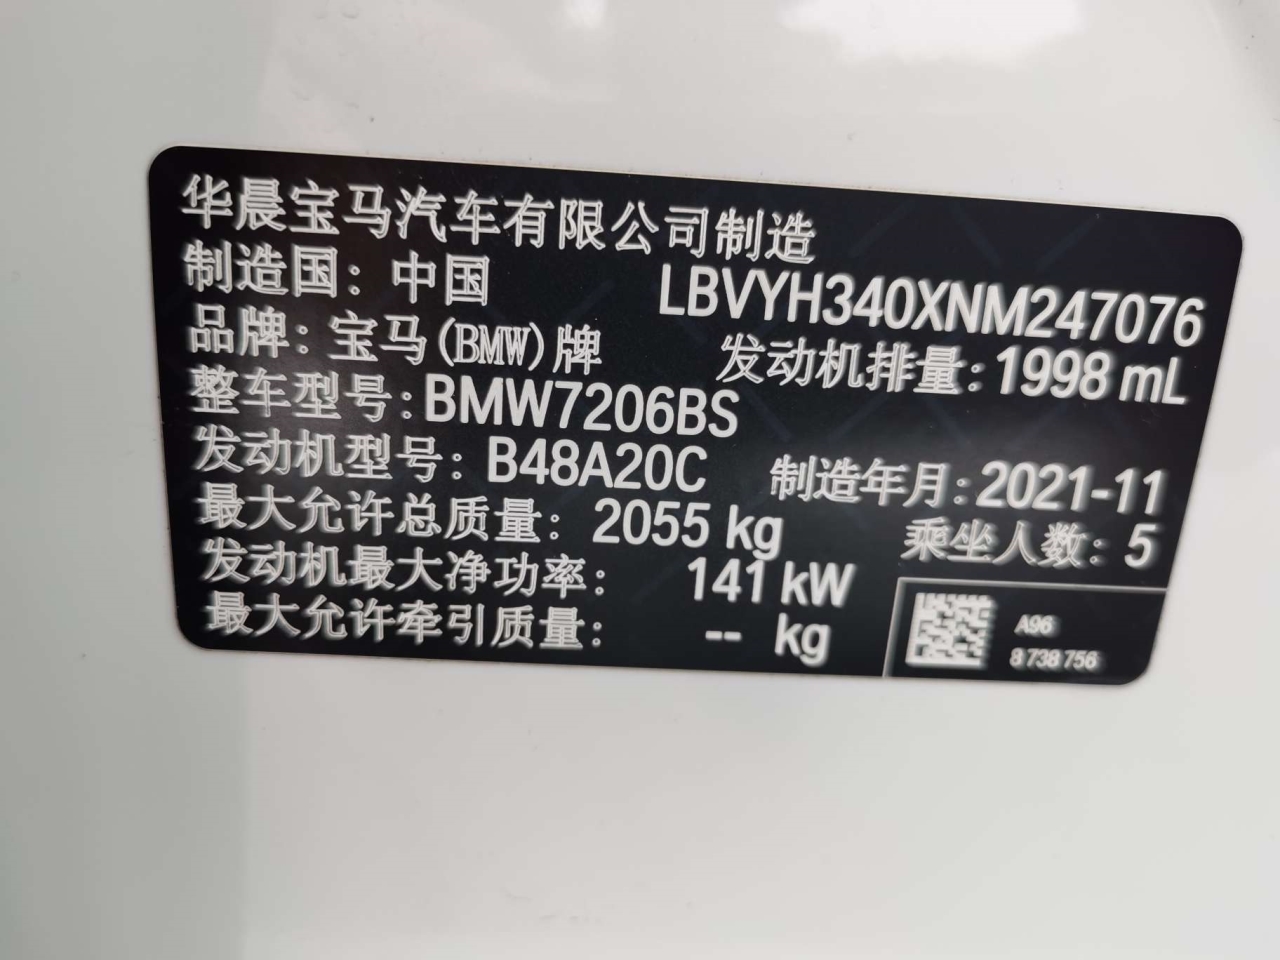 华晨宝马汽车有限公司制造
制造国：中国
LBVYH340XNM247076
品牌：宝马(BMW)牌
发动机排量：1998 mL
整车型号：BMW7206BS
发动机型号：B48A20C
制造年月：2021-11
最大允许总质量：2055 kg
乘坐人数：5
发动机最大净功率：141 kW
最大允许牵引质量：-- kg
A96
8 738 756